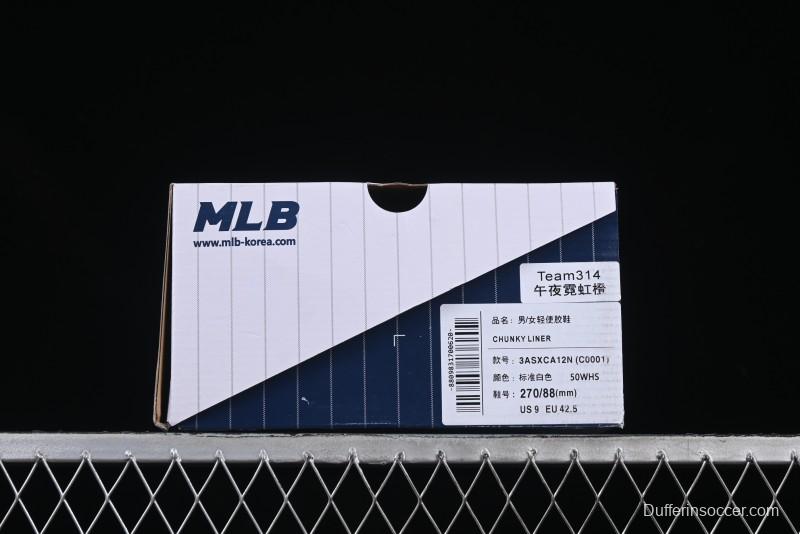 MLB
www.mlb-korea.com
Team314
午夜霓虹橙
品名：男/女轻便胶鞋
CHUNKY LINER
款号：3ASXCA12N (C0001)
颜色：标准白色 50WHS
鞋号：270/88(mm)
US 9 EU 42.5
-8809831700620-
Dufferinsoccer.com